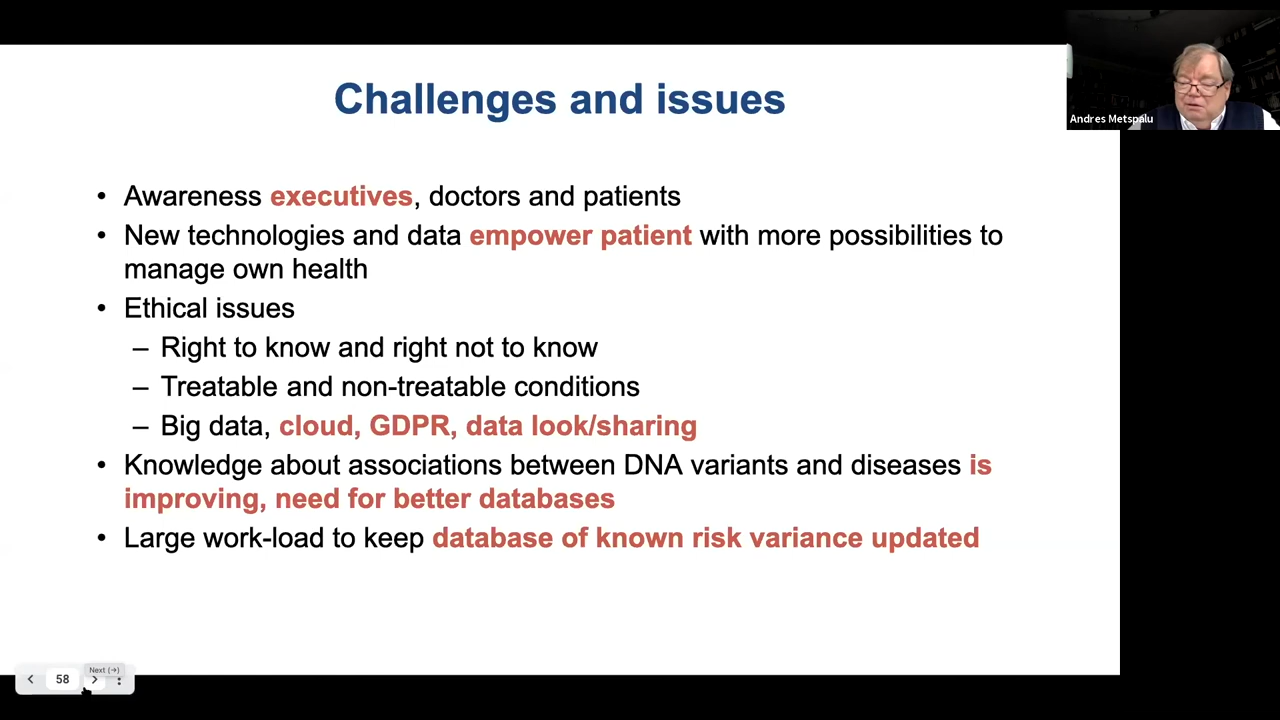 Challenges and issues
Andres Metspalu
• Awareness executives, doctors and patients
• New technologies and data empower patient with more possibilities to
manage own health
• Ethical issues
– Right to know and right not to know
– Treatable and non-treatable conditions
– Big data, cloud, GDPR, data look/sharing
• Knowledge about associations between DNA variants and diseases is
improving, need for better databases
• Large work-load to keep database of known risk variance updated
Next (→)
58